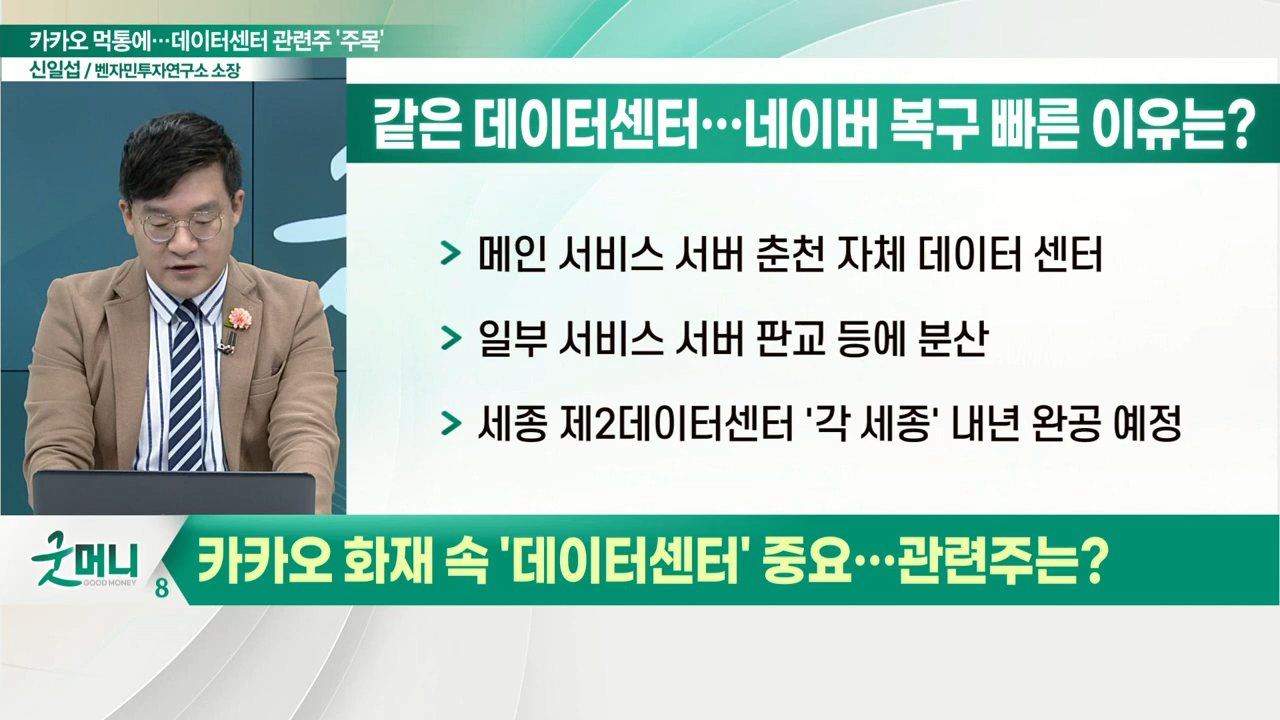 카카오 먹통에…데이터센터 관련주 '주목'
신일섭 / 벤자민투자연구소 소장
같은 데이터센터…네이버 복구 빠른 이유는?
> 메인 서비스 서버 춘천 자체 데이터 센터
> 일부 서비스 서버 판교 등에 분산
> 세종 제2데이터센터 '각 세종' 내년 완공 예정
굿머니
GOOD MONEY
8
카카오 화재 속 '데이터센터' 중요…관련주는?